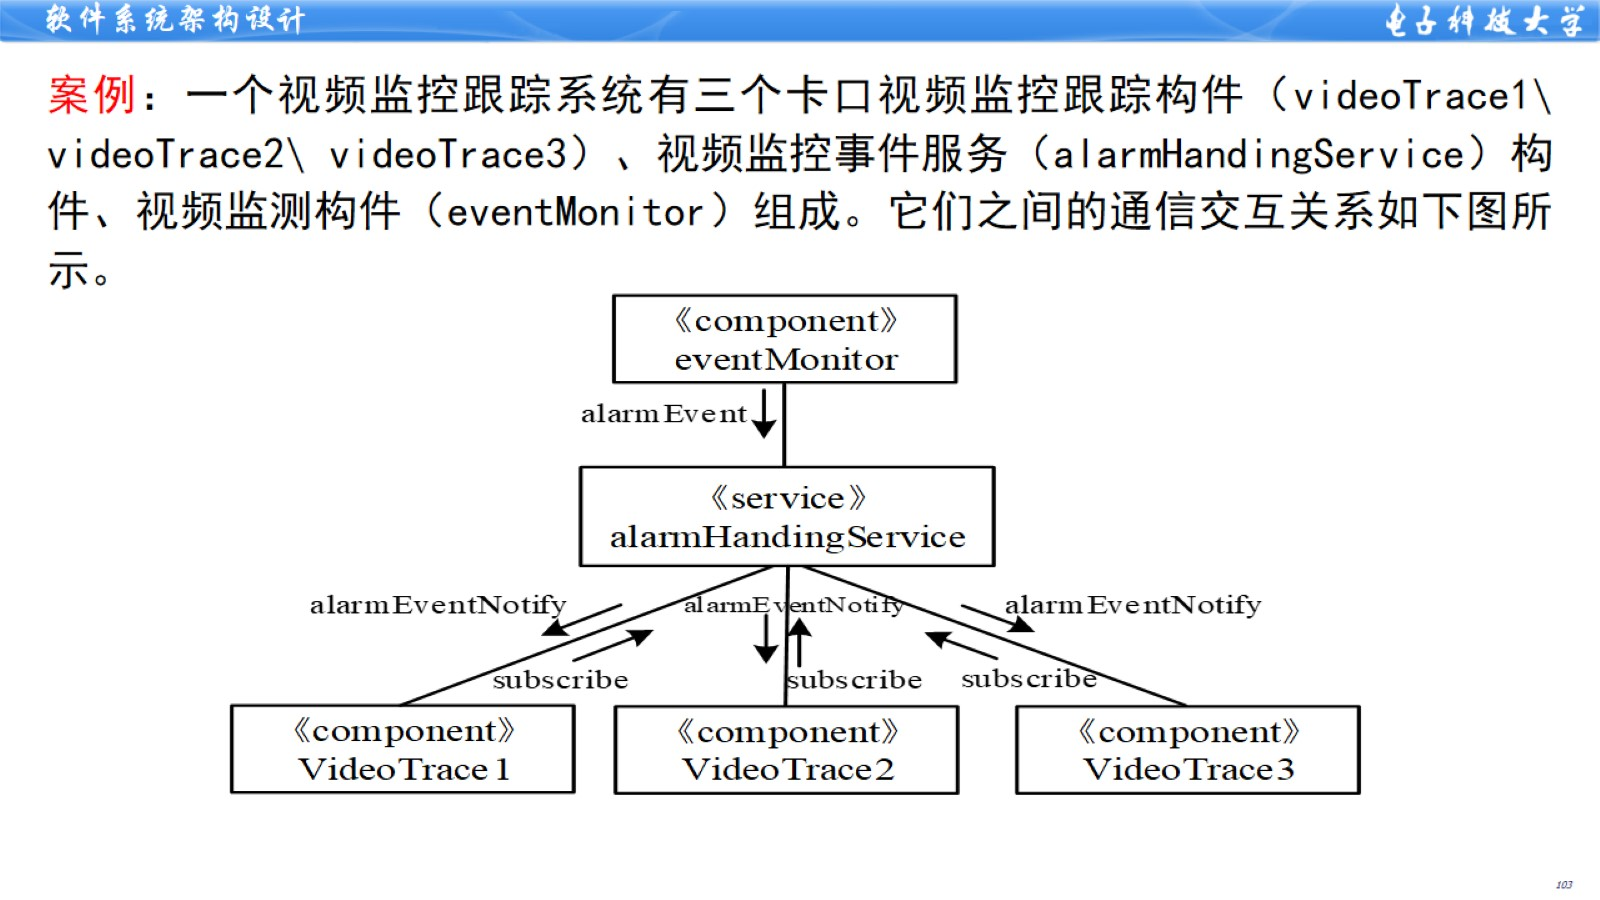 软件系统架构设计
电子科技大学
案例：一个视频监控跟踪系统有三个卡口视频监控跟踪构件（videoTrace1\
videoTrace2\ videoTrace3）、视频监控事件服务（alarmHandingService）构
件、视频监测构件（eventMonitor）组成。它们之间的通信交互关系如下图所
示。
《component》
eventMonitor
alarmEvent
《service》
alarmHandingService
alarmEventNotify
alarmEventNotify
alarmEventNotify
subscribe
subscribe
subscribe
《component》
VideoTrace1
《component》
VideoTrace2
《component》
VideoTrace3
103